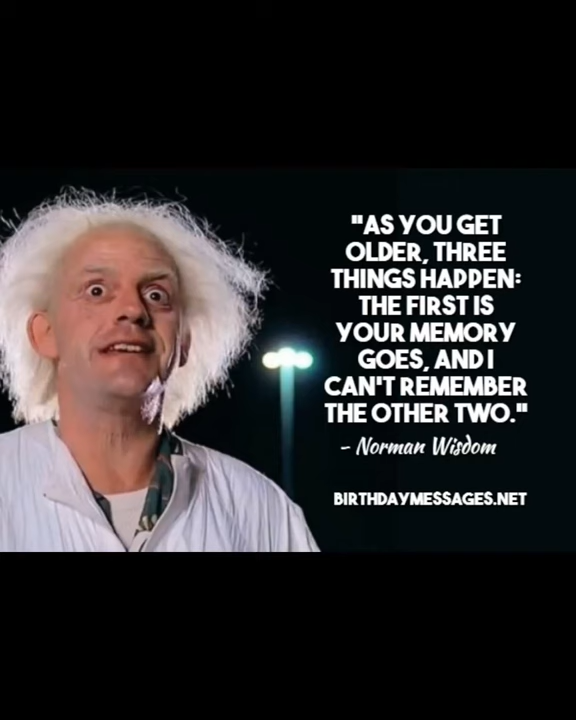 "AS YOU GET
OLDER, THREE
THINGS HAPPEN:
THE FIRST IS
YOUR MEMORY
GOES, AND I
CAN'T REMEMBER
THE OTHER TWO."
– Norman Wisdom
BIRTHDAYMESSAGES.NET